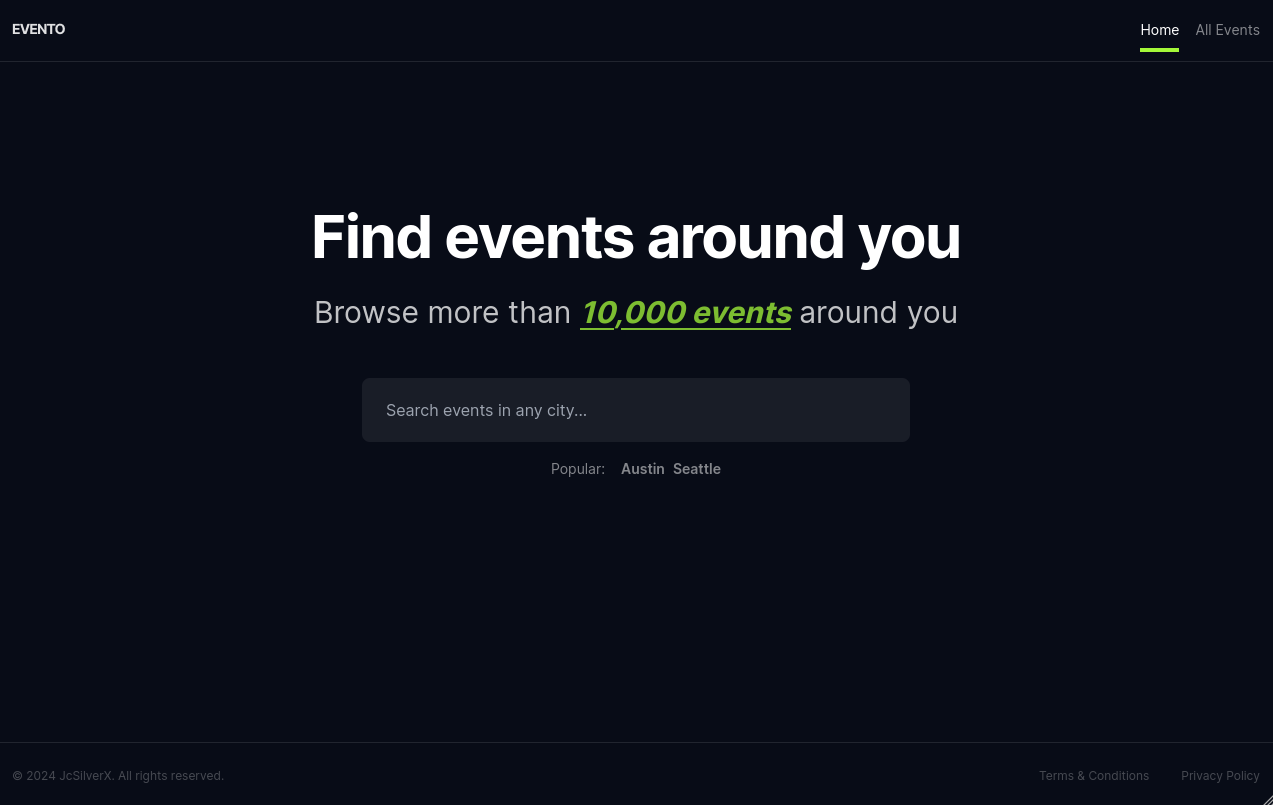 EVENTO
Home All Events
Find events around you
Browse more than 10,000 events around you
Search events in any city...
Popular: Austin Seattle
© 2024 JcSilverX. All rights reserved.
Terms & Conditions Privacy Policy